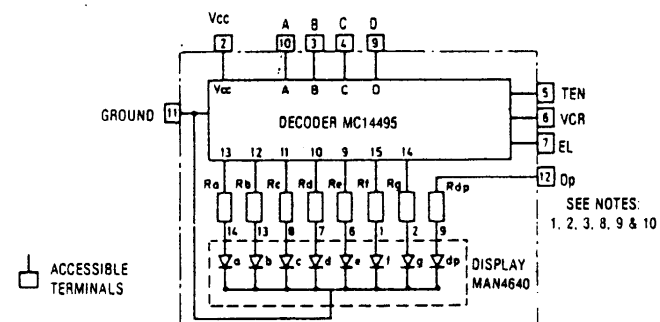 Vcc A B C D
2 10 3 4 9
Vcc A B C D
DECODER MC14495
5 TEN
6 VCR
7 EL
GROUND 11
13 12 11 10 9 15 14
12 Dp
Ra Rb Rc Rd Re Rf Rg Rdp
SEE NOTES:
1, 2, 3, 8, 9 & 10
14 13 8 7 6 1 2 9
a b c d e f g dp
DISPLAY
MAN4640
ACCESSIBLE
TERMINALS